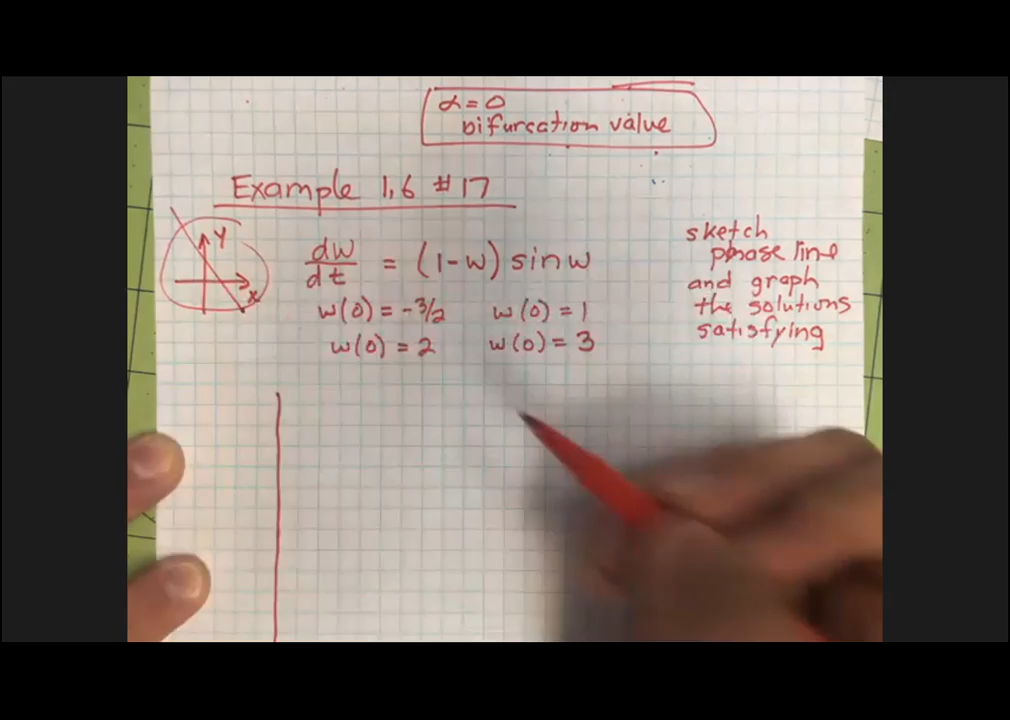 α = 0
bifurcation value
Example 1.6 #17
y
x
dw/dt = (1-w) sin w
w(0) = -3/2 w(0) = 1
w(0) = 2 w(0) = 3
sketch
phase line
and graph
the solutions
satisfying